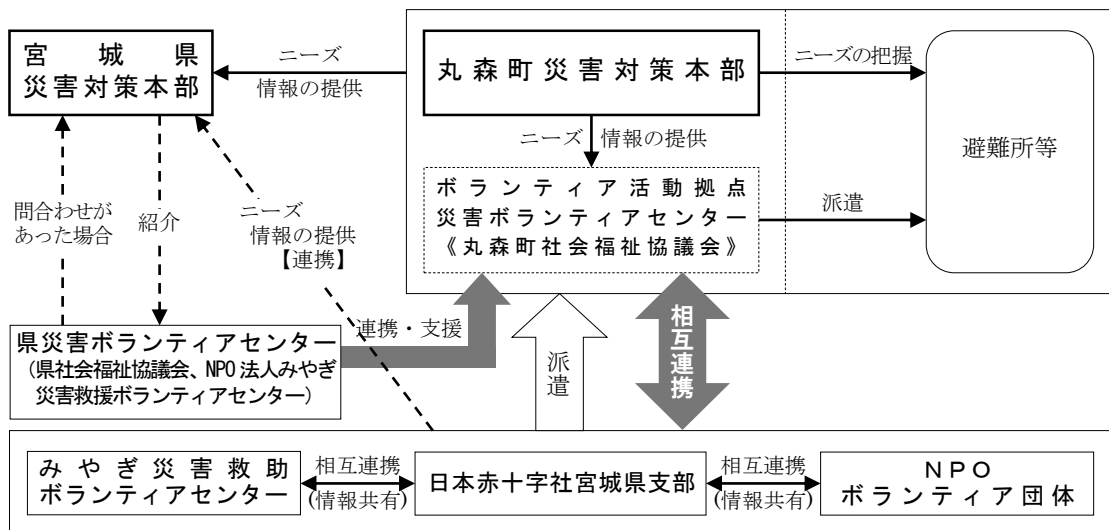 宮城県
災害対策本部
ニーズ
情報の提供
丸森町災害対策本部
ニーズの把握
避難所等
ニーズ 情報の提供
ボランティア活動拠点
災害ボランティアセンター
《丸森町社会福祉協議会》
派遣
問合わせが
あった場合
紹介
ニーズ
情報の提供
【連携】
県災害ボランティアセンター
(県社会福祉協議会、NPO法人みやぎ
災害救援ボランティアセンター)
連携・支援
派遣
相互連携
みやぎ災害救助
ボランティアセンター
相互連携
(情報共有)
日本赤十字社宮城県支部
相互連携
(情報共有)
NPO
ボランティア団体